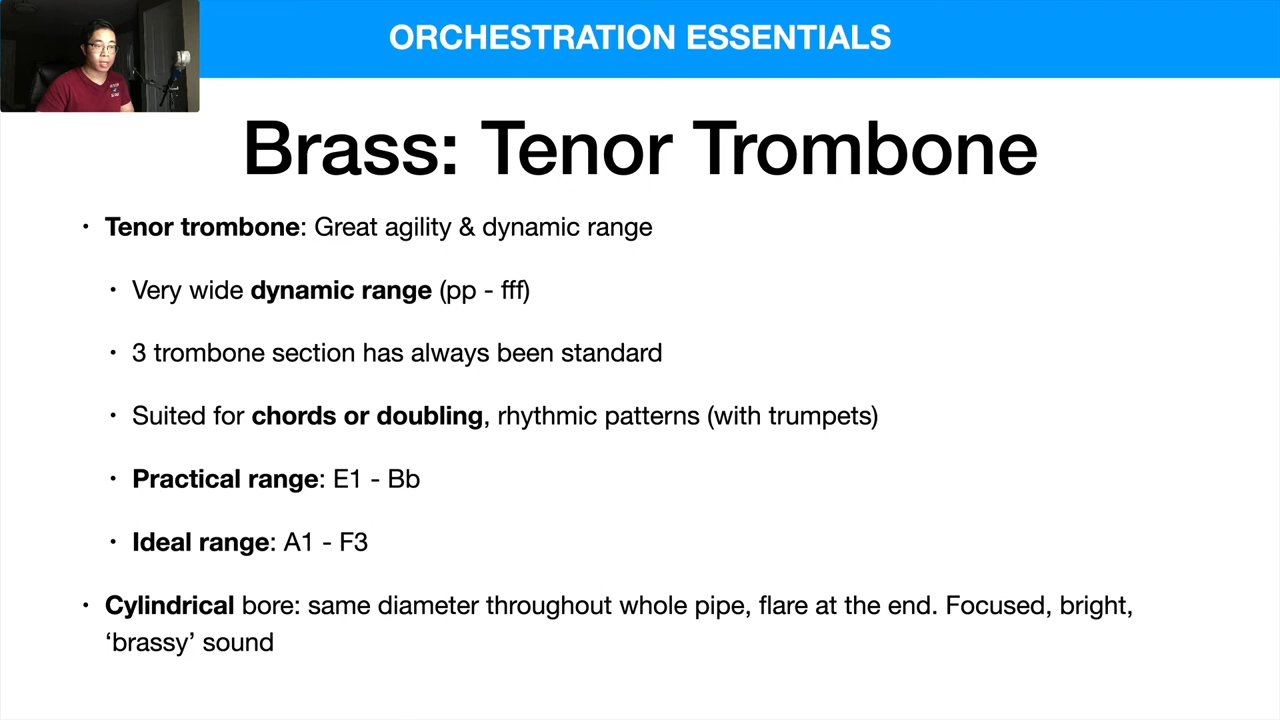 ORCHESTRATION ESSENTIALS
Brass: Tenor Trombone
• Tenor trombone: Great agility & dynamic range
• Very wide dynamic range (pp - fff)
• 3 trombone section has always been standard
• Suited for chords or doubling, rhythmic patterns (with trumpets)
• Practical range: E1 - Bb
• Ideal range: A1 - F3
• Cylindrical bore: same diameter throughout whole pipe, flare at the end. Focused, bright,
‘brassy’ sound